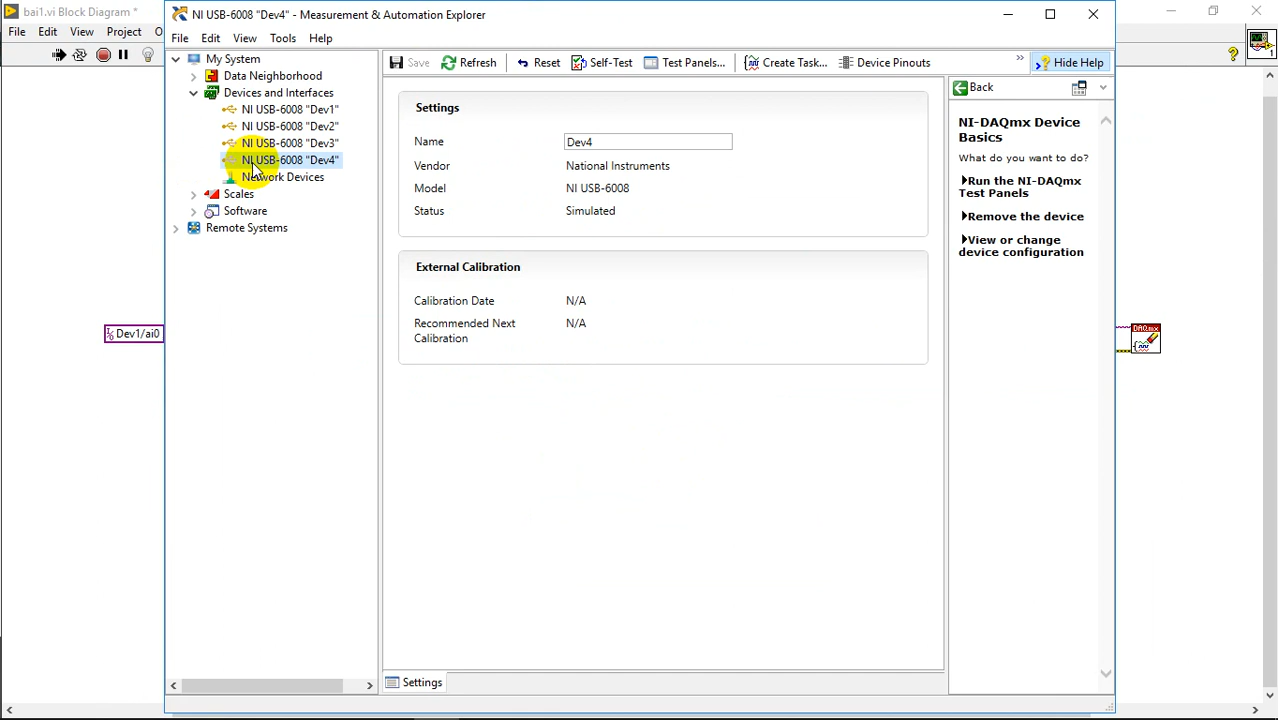 bai1.vi Block Diagram *
File Edit View Project O
NI USB-6008 "Dev4" - Measurement & Automation Explorer
File Edit View Tools Help
My System
Data Neighborhood
Devices and Interfaces
NI USB-6008 "Dev1"
NI USB-6008 "Dev2"
NI USB-6008 "Dev3"
NI USB-6008 "Dev4"
Network Devices
Scales
Software
Remote Systems
Save Refresh Reset Self-Test Test Panels... Create Task... Device Pinouts » Hide Help
Settings
Name Dev4
Vendor National Instruments
Model NI USB-6008
Status Simulated
External Calibration
Calibration Date N/A
Recommended Next Calibration N/A
Settings
Back
NI-DAQmx Device
Basics
What do you want to do?
Run the NI-DAQmx
Test Panels
Remove the device
View or change
device configuration
Dev1/ai0
DAQmx